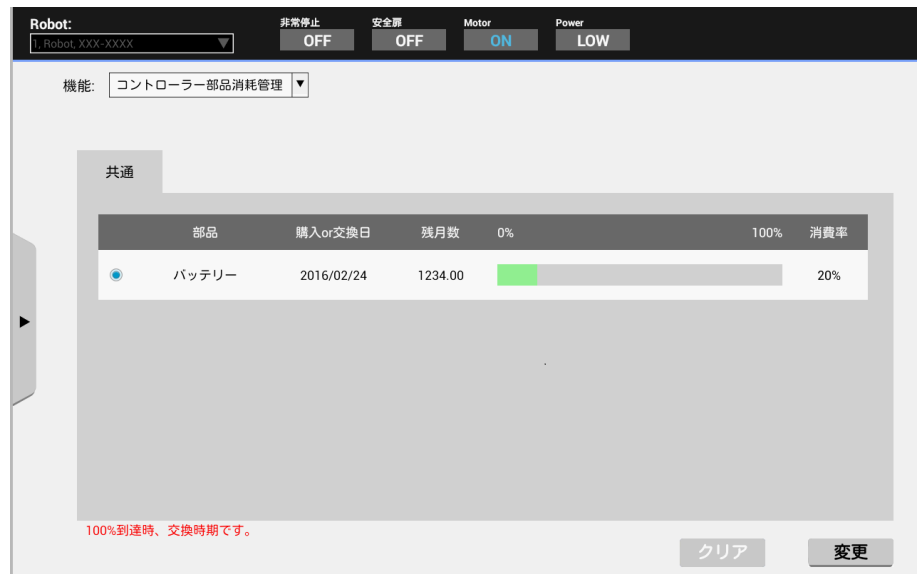 Robot: 非常停止 安全扉 Motor Power
1, Robot, XXX-XXXX OFF OFF ON LOW
機能: コントローラー部品消耗管理
共通
部品 購入or交換日 残月数 0% 100% 消費率
バッテリー 2016/02/24 1234.00 20%
100%到達時、交換時期です。
クリア 変更